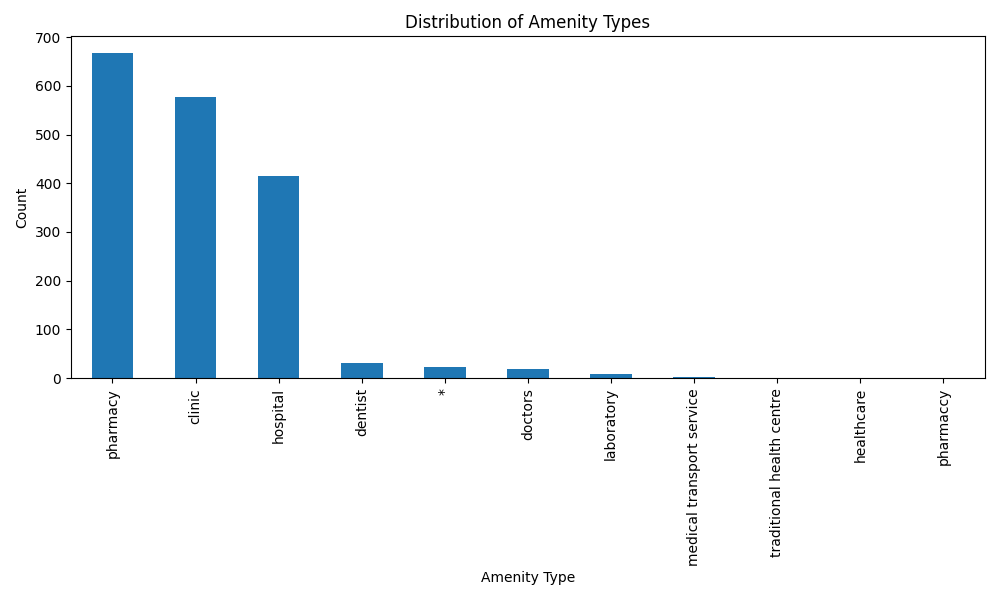 Distribution of Amenity Types
700
600
500
400
300
200
100
0
Count
pharmacy
clinic
hospital
dentist
*
doctors
laboratory
medical transport service
traditional health centre
healthcare
pharmaccy
Amenity Type